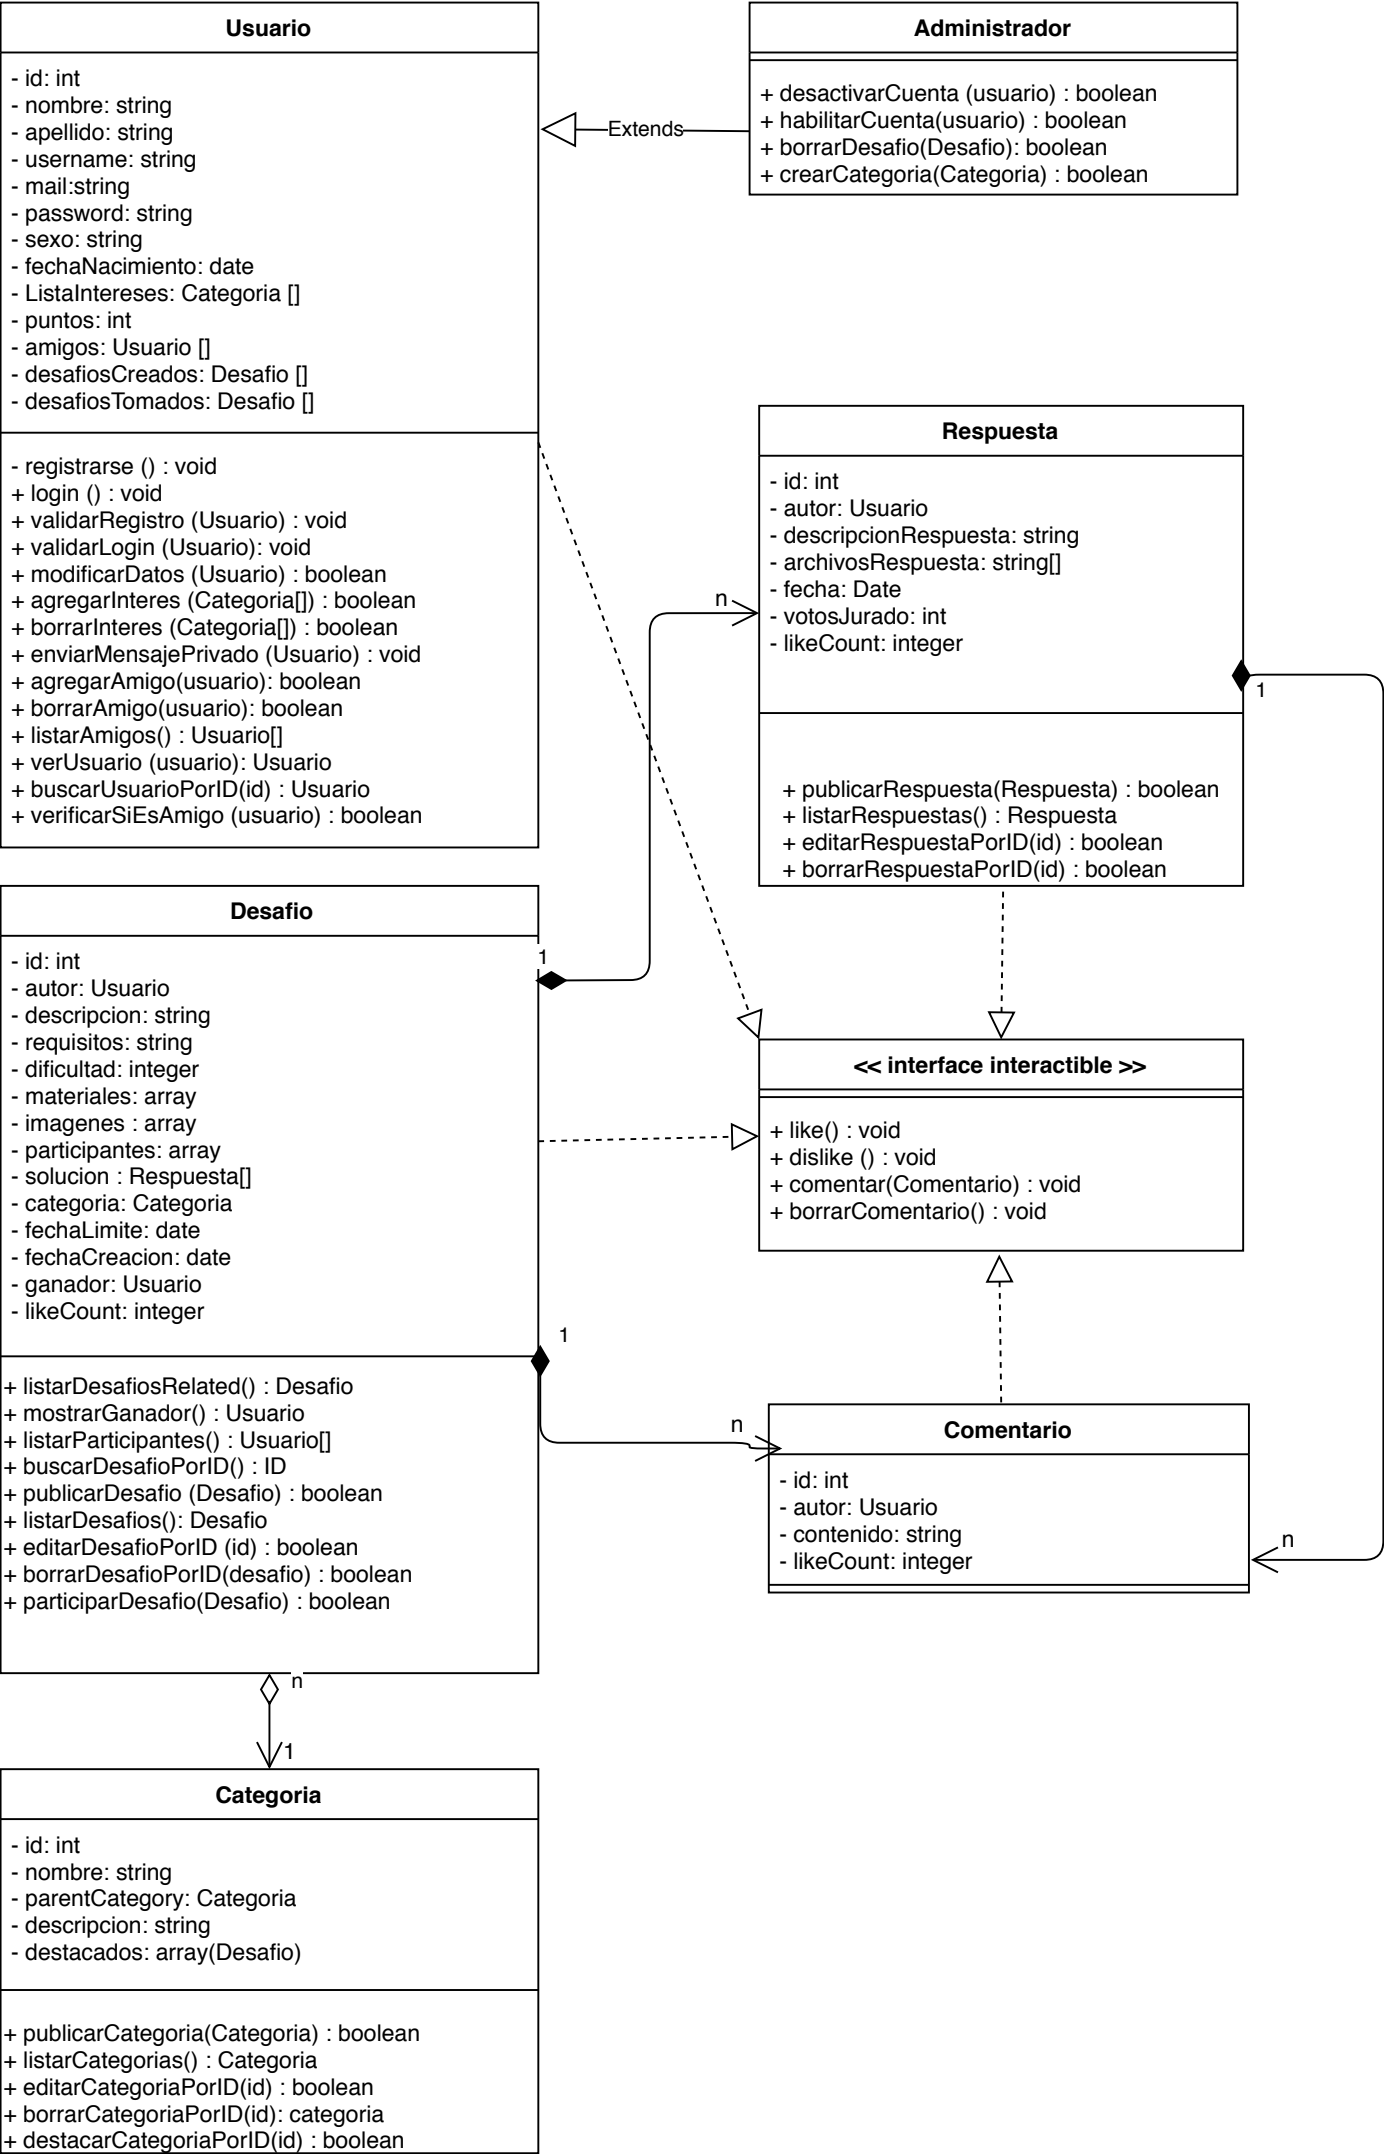 Usuario
- id: int
- nombre: string
- apellido: string
- username: string
- mail:string
- password: string
- sexo: string
- fechaNacimiento: date
- ListaIntereses: Categoria []
- puntos: int
- amigos: Usuario []
- desafiosCreados: Desafio []
- desafiosTomados: Desafio []
- registrarse () : void
+ login () : void
+ validarRegistro (Usuario) : void
+ validarLogin (Usuario): void
+ modificarDatos (Usuario) : boolean
+ agregarInteres (Categoria[]) : boolean
+ borrarInteres (Categoria[]) : boolean
+ enviarMensajePrivado (Usuario) : void
+ agregarAmigo(usuario): boolean
+ borrarAmigo(usuario): boolean
+ listarAmigos() : Usuario[]
+ verUsuario (usuario): Usuario
+ buscarUsuarioPorID(id) : Usuario
+ verificarSiEsAmigo (usuario) : boolean
Extends
Administrador
+ desactivarCuenta (usuario) : boolean
+ habilitarCuenta(usuario) : boolean
+ borrarDesafio(Desafio): boolean
+ crearCategoria(Categoria) : boolean
Respuesta
- id: int
- autor: Usuario
- descripcionRespuesta: string
- archivosRespuesta: string[]
- fecha: Date
- votosJurado: int
- likeCount: integer
+ publicarRespuesta(Respuesta) : boolean
+ listarRespuestas() : Respuesta
+ editarRespuestaPorID(id) : boolean
+ borrarRespuestaPorID(id) : boolean
n
1
Desafio
- id: int
- autor: Usuario
- descripcion: string
- requisitos: string
- dificultad: integer
- materiales: array
- imagenes : array
- participantes: array
- solucion : Respuesta[]
- categoria: Categoria
- fechaLimite: date
- fechaCreacion: date
- ganador: Usuario
- likeCount: integer
+ listarDesafiosRelated() : Desafio
+ mostrarGanador() : Usuario
+ listarParticipantes() : Usuario[]
+ buscarDesafioPorID() : ID
+ publicarDesafio (Desafio) : boolean
+ listarDesafios(): Desafio
+ editarDesafioPorID (id) : boolean
+ borrarDesafioPorID(desafio) : boolean
+ participarDesafio(Desafio) : boolean
1
<< interface interactible >>
+ like() : void
+ dislike () : void
+ comentar(Comentario) : void
+ borrarComentario() : void
1
n
Comentario
- id: int
- autor: Usuario
- contenido: string
- likeCount: integer
n
n
1
Categoria
- id: int
- nombre: string
- parentCategory: Categoria
- descripcion: string
- destacados: array(Desafio)
+ publicarCategoria(Categoria) : boolean
+ listarCategorias() : Categoria
+ editarCategoriaPorID(id) : boolean
+ borrarCategoriaPorID(id): categoria
+ destacarCategoriaPorID(id) : boolean